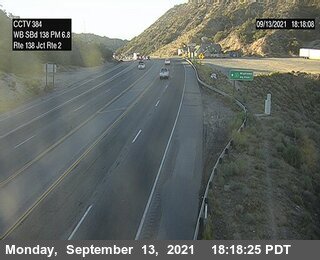 CCTV 384
WB SBd 138 PM 6.8
Rte 138 Jct Rte 2
09/13/2021 18:18:08
Monday, September 13, 2021 18:18:25 PDT